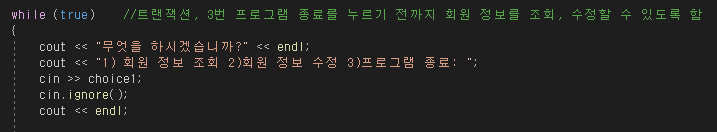 while (true)    //트랜잭션, 3번 프로그램 종료를 누르기 전까지 회원 정보를 조회, 수정할 수 있도록 함
{
    cout << "무엇을 하시겠습니까?" << endl;
    cout << "1) 회원 정보 조회 2)회원 정보 수정 3)프로그램 종료: ";
    cin >> choice1;
    cin.ignore();
    cout << endl;